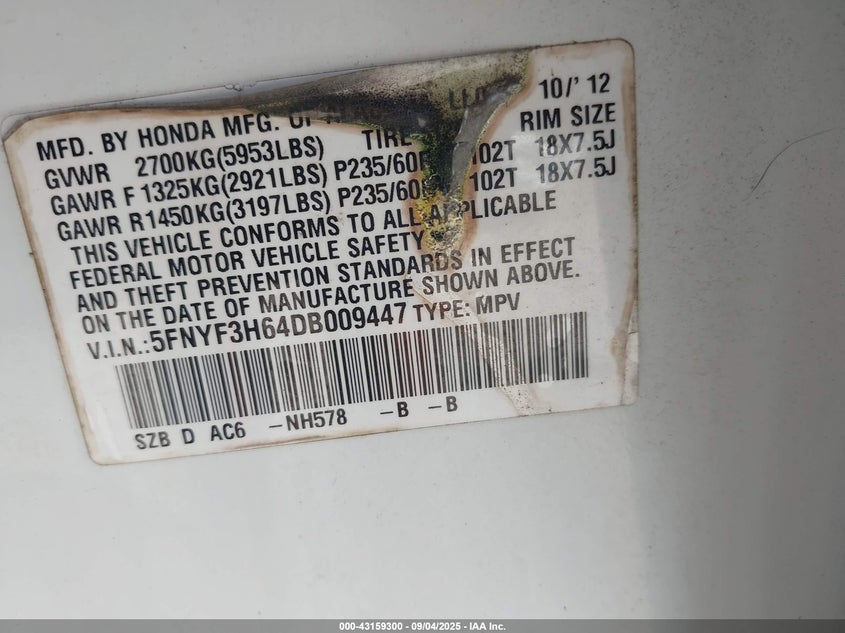 MFD. BY HONDA MFG. OF 10/' 12
GVWR 2700KG(5953LBS) TIRE RIM SIZE
GAWR F 1325KG(2921LBS) P235/60 102T 18X7.5J
GAWR R1450KG(3197LBS) P235/60 102T 18X7.5J
THIS VEHICLE CONFORMS TO ALL APPLICABLE
FEDERAL MOTOR VEHICLE SAFETY
AND THEFT PREVENTION STANDARDS IN EFFECT
ON THE DATE OF MANUFACTURE SHOWN ABOVE.
V.I.N.:5FNYF3H64DB009447 TYPE: MPV
SZB D AC6 -NH578 -B -B
000-43159300 - 09/04/2025 - IAA Inc.